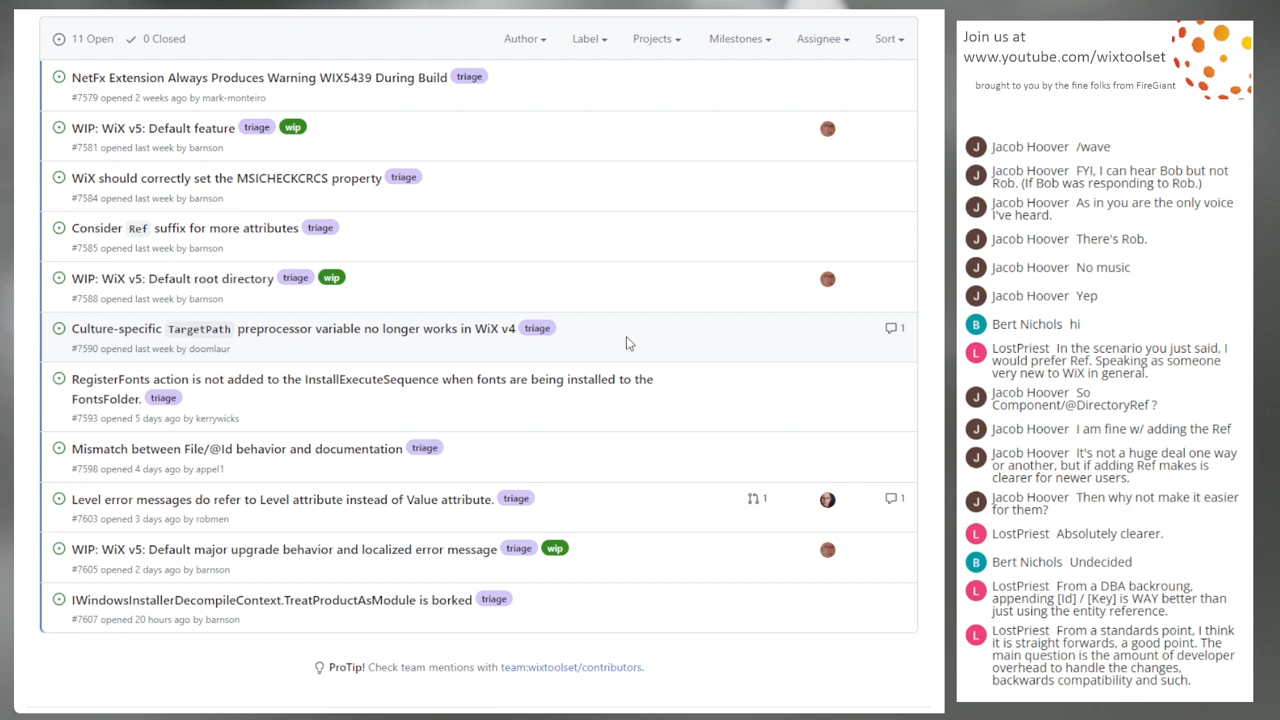 11 Open 0 Closed Author Label Projects Milestones Assignee Sort
NetFx Extension Always Produces Warning WIX5439 During Build triage
#7579 opened 2 weeks ago by mark-monteiro
WIP: WiX v5: Default feature triage wip
#7581 opened last week by barnson
WiX should correctly set the MSICHECKCRCS property triage
#7584 opened last week by barnson
Consider Ref suffix for more attributes triage
#7585 opened last week by barnson
WIP: WiX v5: Default root directory triage wip
#7588 opened last week by barnson
Culture-specific TargetPath preprocessor variable no longer works in WiX v4 triage 1
#7590 opened last week by doomlaur
RegisterFonts action is not added to the InstallExecuteSequence when fonts are being installed to the
FontsFolder. triage
#7593 opened 5 days ago by kerrywicks
Mismatch between File/@Id behavior and documentation triage
#7598 opened 4 days ago by appel1
Level error messages do refer to Level attribute instead of Value attribute. triage 1 1
#7603 opened 3 days ago by robmen
WIP: WiX v5: Default major upgrade behavior and localized error message triage wip
#7605 opened 2 days ago by barnson
IWindowsInstallerDecompileContext.TreatProductAsModule is borked triage
#7607 opened 20 hours ago by barnson
ProTip! Check team mentions with team:wixtoolset/contributors.
Join us at
www.youtube.com/wixtoolset
brought to you by the fine folks from FireGiant
J Jacob Hoover /wave
J Jacob Hoover FYI, I can hear Bob but not
Rob. (If Bob was responding to Rob.)
J Jacob Hoover As in you are the only voice
I've heard.
J Jacob Hoover There's Rob.
J Jacob Hoover No music
J Jacob Hoover Yep
B Bert Nichols hi
L LostPriest In the scenario you just said, I
would prefer Ref. Speaking as someone
very new to WiX in general.
J Jacob Hoover So
Component/@DirectoryRef ?
J Jacob Hoover I am fine w/ adding the Ref
J Jacob Hoover It's not a huge deal one way
or another, but if adding Ref makes is
clearer for newer users.
J Jacob Hoover Then why not make it easier
for them?
L LostPriest Absolutely clearer.
B Bert Nichols Undecided
L LostPriest From a DBA backroung,
appending [Id] / [Key] is WAY better than
just using the entity reference.
L LostPriest From a standards point, I think
it is straight forwards, a good point. The
main question is the amount of developer
overhead to handle the changes,
backwards compatibility and such.